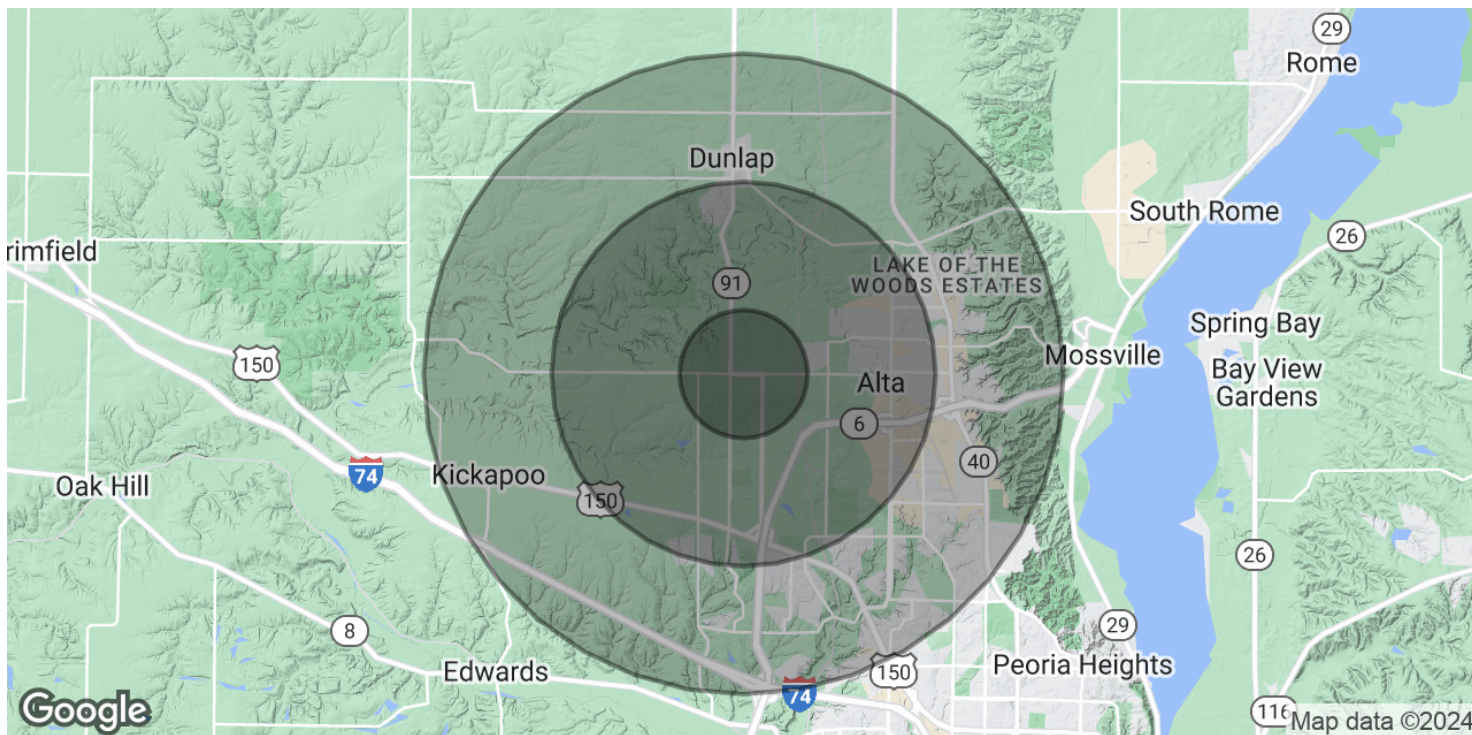 29
Rome
Dunlap
South Rome
26
rimfield
LAKE OF THE
WOODS ESTATES
91
Spring Bay
150
Mossville
Bay View
Gardens
Alta
6
40
Kickapoo
74
Oak Hill
150
26
29
8
Edwards
150
Peoria Heights
74
116
Google
Map data ©2024